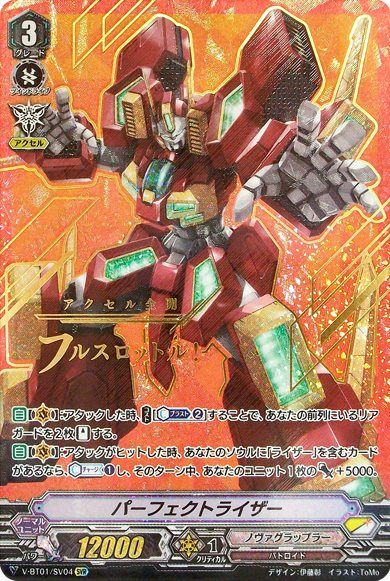 3
グレード
ツインドライブ
アクセル
アクセル全開
フルスロットル!
自【(V)】:アタックした時、コスト【ブラスト(2)】することで、あなたの前列にいるリア
ガードを2枚スタンドする。
自【(V)】:アタックがヒットした時、あなたのソウルに「ライザー」を含むカード
があるなら、チャージ(1)し、そのターン中、あなたのユニット1枚のパワー+5000。
パーフェクトライザー
ノーマル
ユニット
パワー
12000
1
クリティカル
ノヴァグラップラー
バトロイド
V-BT01/SV04 SVR
デザイン:伊藤彰 イラスト:ToMo